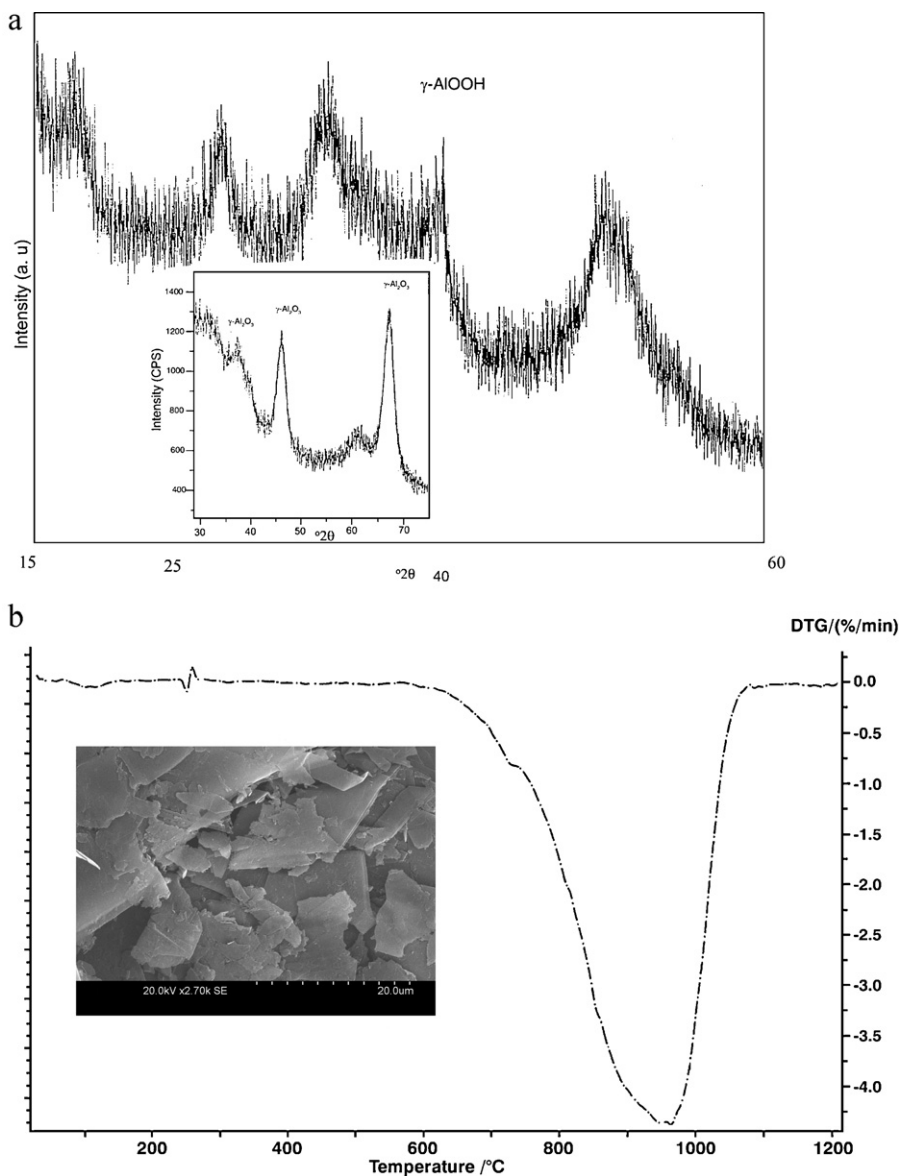 a
γ-AlOOH
Intensity (a. u)
γ-Al₂O₃
γ-Al₂O₃
γ-Al₂O₃
Intensity (CPS)
1400
1200
1000
800
600
400
30 40 50 60 70
°2θ
15 25 40 60
°2θ
b
DTG/(%/min)
0.0
-0.5
-1.0
-1.5
-2.0
-2.5
-3.0
-3.5
-4.0
20.0kV x2.70k SE 20.0um
200 400 600 800 1000 1200
Temperature /°C